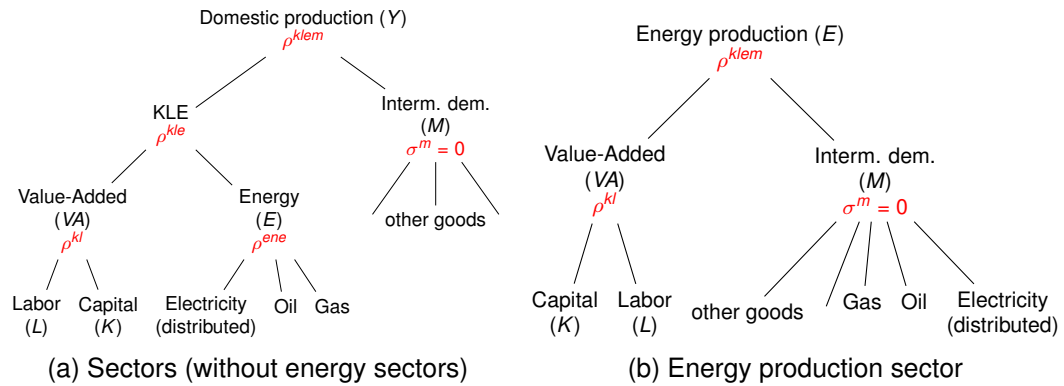 Domestic production (Y)
ρ^klem
KLE
ρ^kle
Interm. dem.
(M)
σ^m = 0
Value-Added
(VA)
ρ^kl
Energy
(E)
ρ^ene
other goods
Labor
(L)
Capital
(K)
Electricity
(distributed)
Oil
Gas
(a) Sectors (without energy sectors)
Energy production (E)
ρ^klem
Value-Added
(VA)
ρ^kl
Interm. dem.
(M)
σ^m = 0
Capital
(K)
Labor
(L)
other goods
Gas
Oil
Electricity
(distributed)
(b) Energy production sector